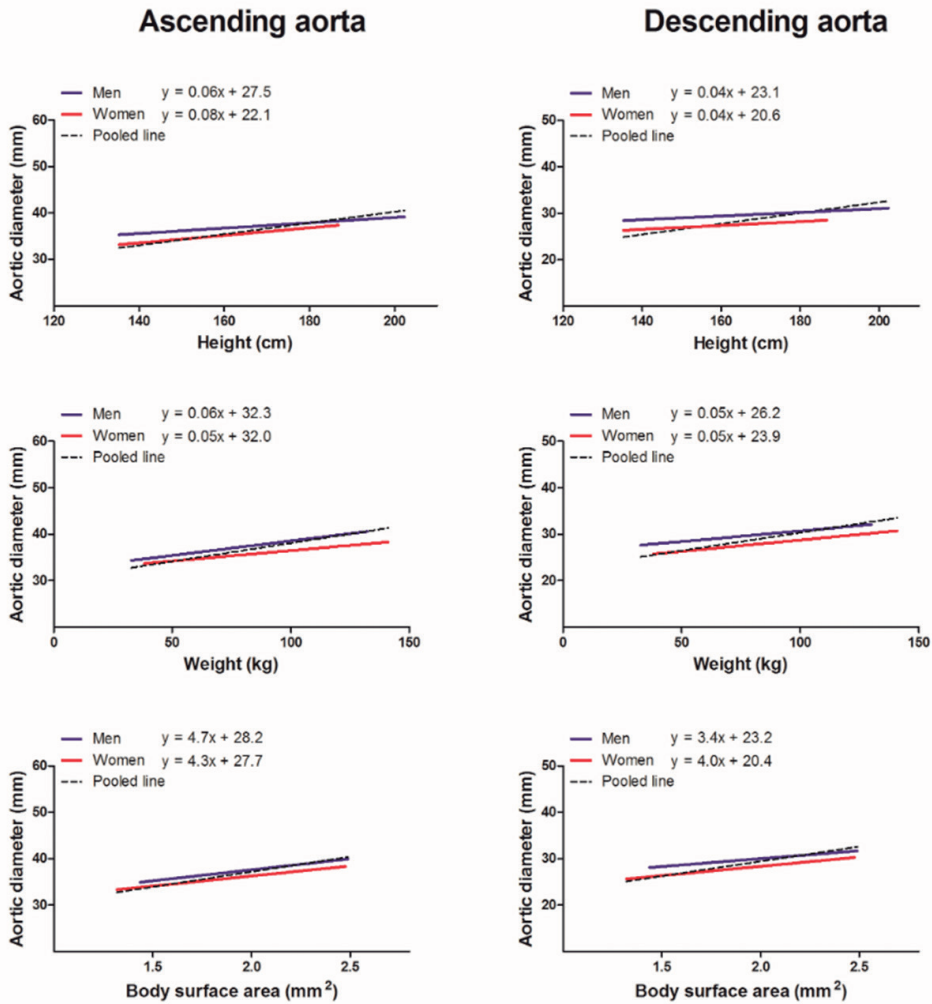 Ascending aorta
Descending aorta
Men y = 0.06x + 27.5
Women y = 0.08x + 22.1
Pooled line
60
50
40
30
Aortic diameter (mm)
120 140 160 180 200
Height (cm)
Men y = 0.04x + 23.1
Women y = 0.04x + 20.6
Pooled line
50
40
30
20
Aortic diameter (mm)
120 140 160 180 200
Height (cm)
Men y = 0.06x + 32.3
Women y = 0.05x + 32.0
Pooled line
60
50
40
30
Aortic diameter (mm)
0 50 100 150
Weight (kg)
Men y = 0.05x + 26.2
Women y = 0.05x + 23.9
Pooled line
50
40
30
20
Aortic diameter (mm)
0 50 100 150
Weight (kg)
Men y = 4.7x + 28.2
Women y = 4.3x + 27.7
Pooled line
60
50
40
30
Aortic diameter (mm)
1.5 2.0 2.5
Body surface area (mm²)
Men y = 3.4x + 23.2
Women y = 4.0x + 20.4
Pooled line
50
40
30
20
Aortic diameter (mm)
1.5 2.0 2.5
Body surface area (mm²)